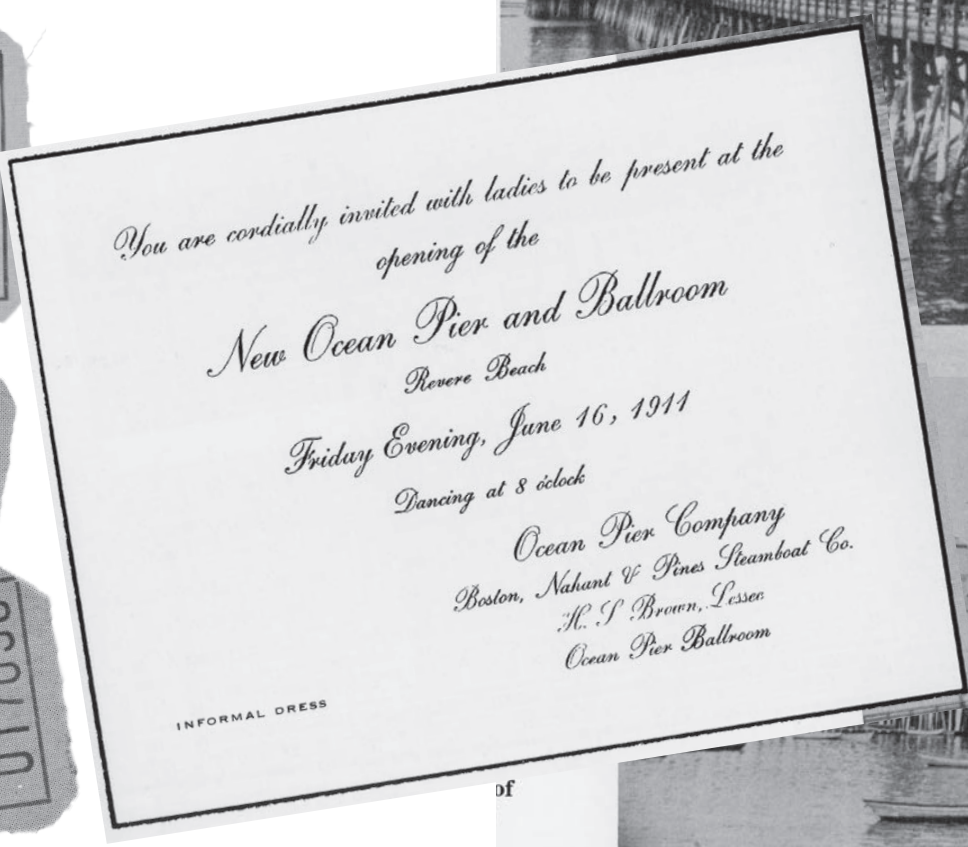 You are cordially invited with ladies to be present at the
opening of the
New Ocean Pier and Ballroom
Revere Beach
Friday Evening, June 16, 1911
Dancing at 8 o'clock
Ocean Pier Company
Boston, Nahant & Pines Steamboat Co.
H. S Brown, Lessee
Ocean Pier Ballroom
INFORMAL DRESS
of